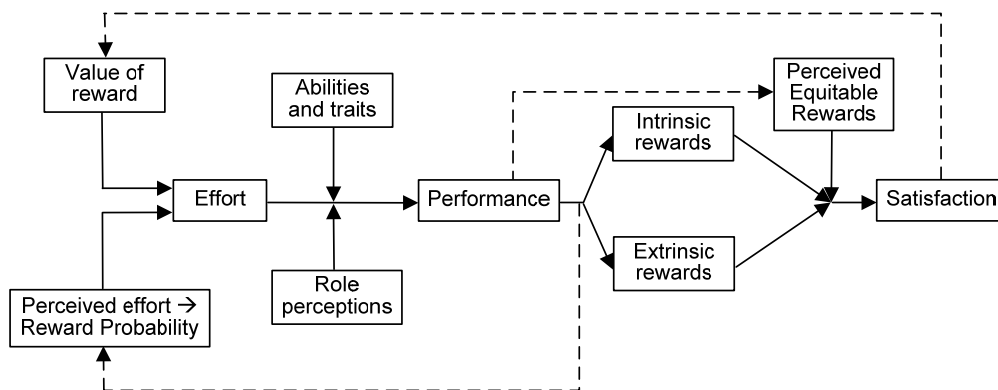 Value of
reward
Abilities
and traits
Perceived
Equitable
Rewards
Intrinsic
rewards
Effort
Performance
Satisfaction
Extrinsic
rewards
Role
perceptions
Perceived effort →
Reward Probability